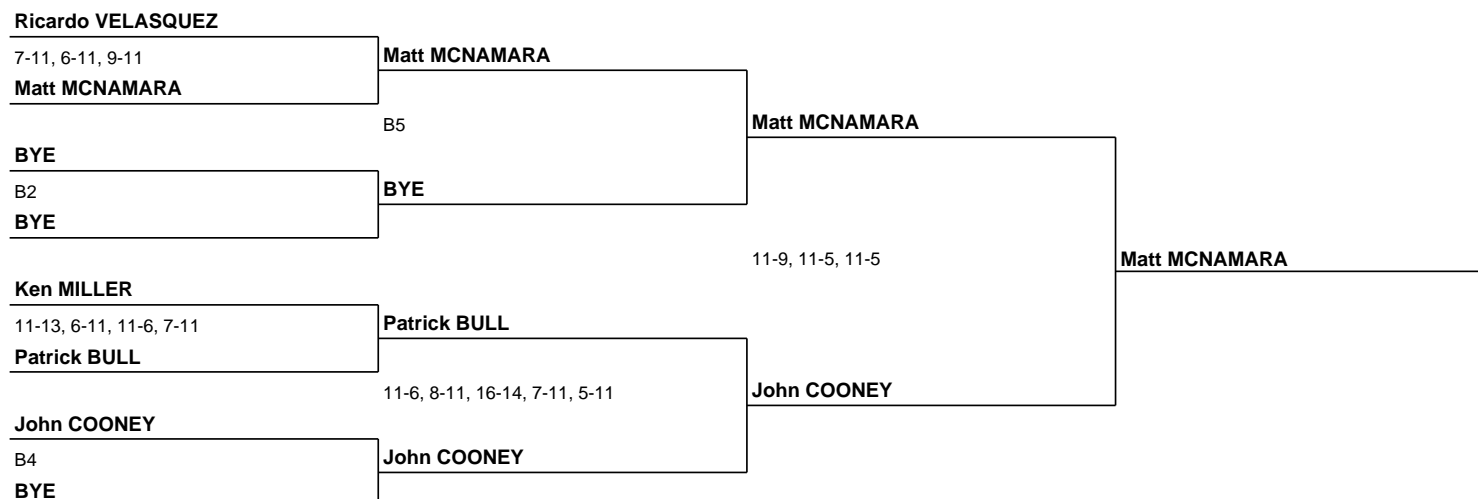 Ricardo VELASQUEZ
7-11, 6-11, 9-11
Matt MCNAMARA
Matt MCNAMARA
B5
Matt MCNAMARA
BYE
B2
BYE
BYE
11-9, 11-5, 11-5
Matt MCNAMARA
Ken MILLER
11-13, 6-11, 11-6, 7-11
Patrick BULL
Patrick BULL
11-6, 8-11, 16-14, 7-11, 5-11
John COONEY
John COONEY
B4
BYE
John COONEY